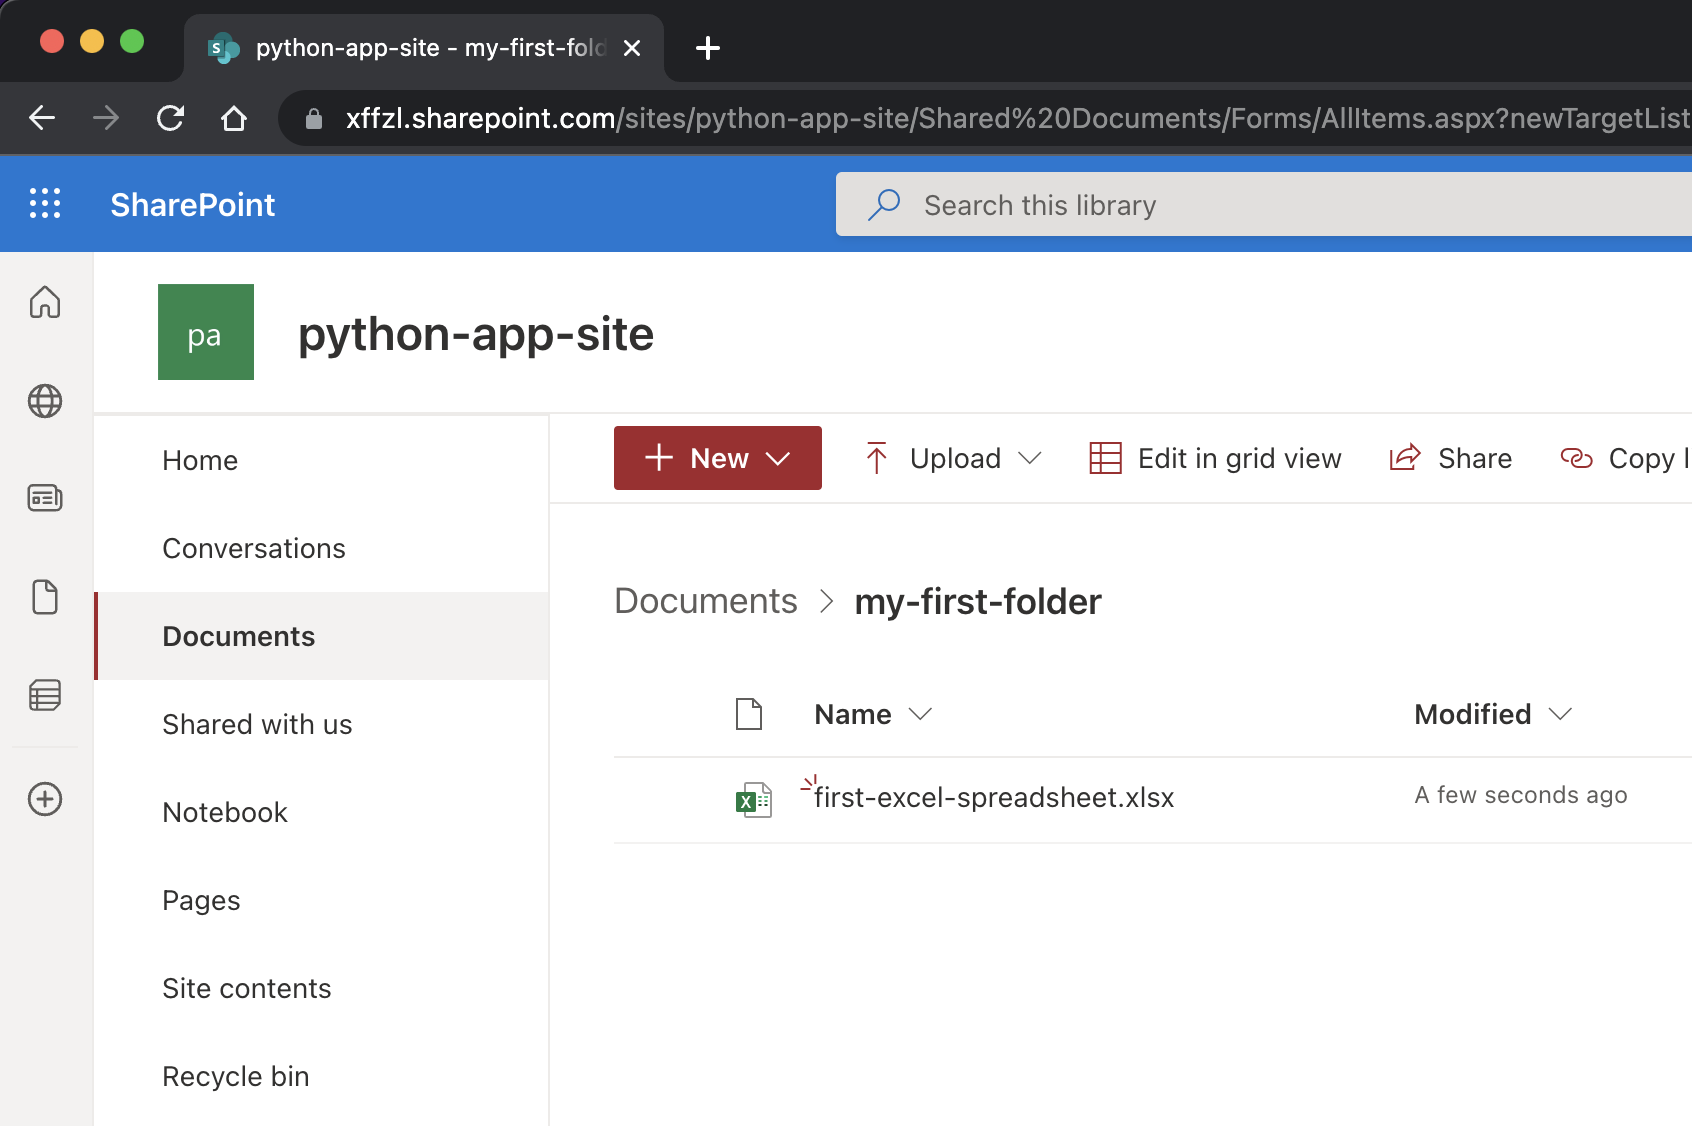 python-app-site - my-first-fold
xffzl.sharepoint.com/sites/python-app-site/Shared%20Documents/Forms/AllItems.aspx?newTargetList
SharePoint
Search this library
pa
python-app-site
Home
Conversations
Documents
Shared with us
Notebook
Pages
Site contents
Recycle bin
New
Upload
Edit in grid view
Share
Copy l
Documents > my-first-folder
Name
Modified
first-excel-spreadsheet.xlsx
A few seconds ago